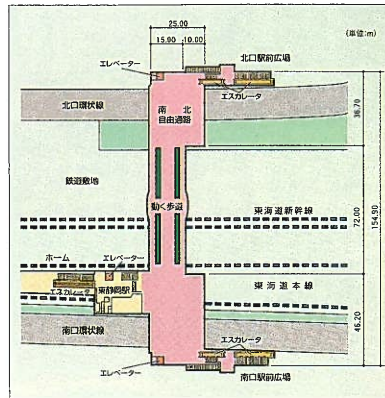 25.00
15.00 10.00
(単位:m)
エレベーター
北口駅前広場
エスカレータ
北口環状線
南北
自由通路
36.70
鉄道敷地
動く歩道
東海道新幹線
72.00
154.90
ホーム
エレベーター
東海道本線
エスカレータ
東静岡駅
46.20
南口環状線
エスカレータ
エレベーター
南口駅前広場